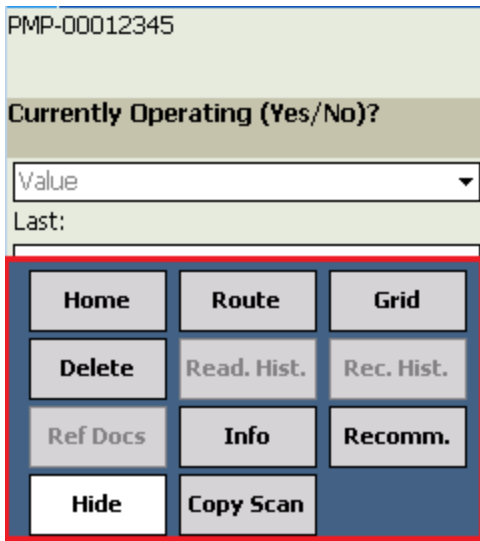 PMP-00012345
Currently Operating (Yes/No)?
Value
Last:
Home Route Grid
Delete Read. Hist. Rec. Hist.
Ref Docs Info Recomm.
Hide Copy Scan